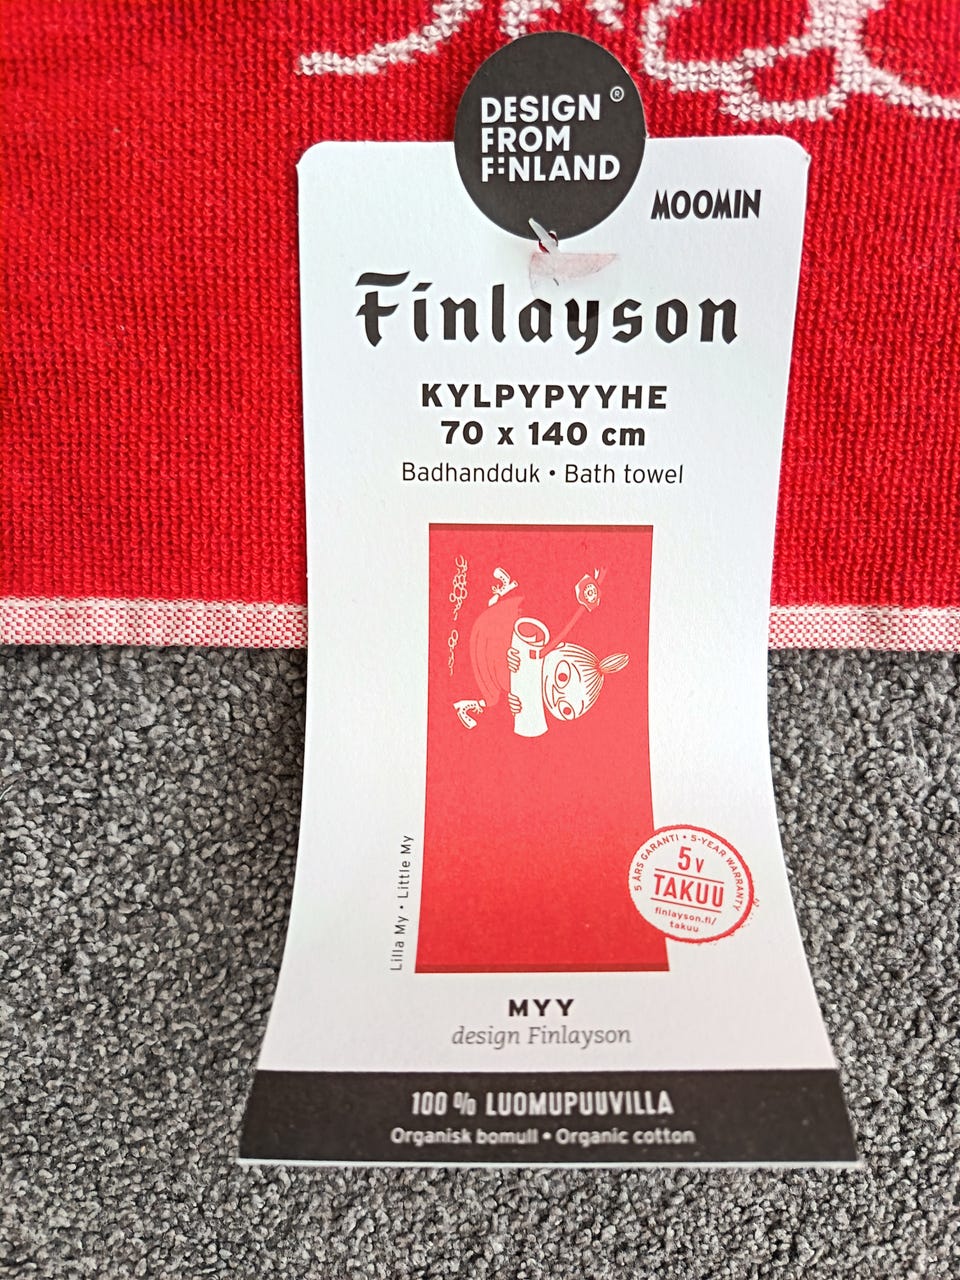 DESIGN ®
FROM
FINLAND
MOOMIN
Finlayson
KYLPYPYYHE
70 x 140 cm
Badhandduk • Bath towel
Lilla My • Little My
5 ÅRS GARANTI • 5-YEAR WARRANTY
5 v
TAKUU
finlayson.fi/
takuu
MYY
design Finlayson
100 % LUOMUPUUVILLA
Organisk bomull • Organic cotton